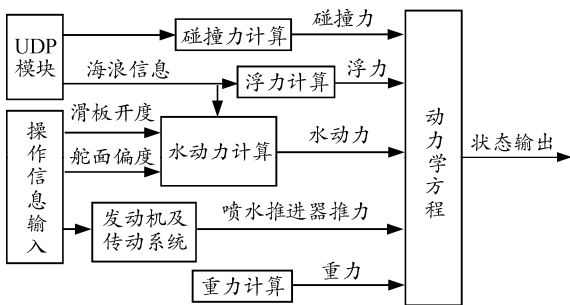 UDP
模块
碰撞力计算
碰撞力
海浪信息
浮力计算
浮力
操作信息输入
滑板开度
舵面偏度
水动力计算
水动力
动力学方程
状态输出
发动机及
传动系统
喷水推进器推力
重力计算
重力